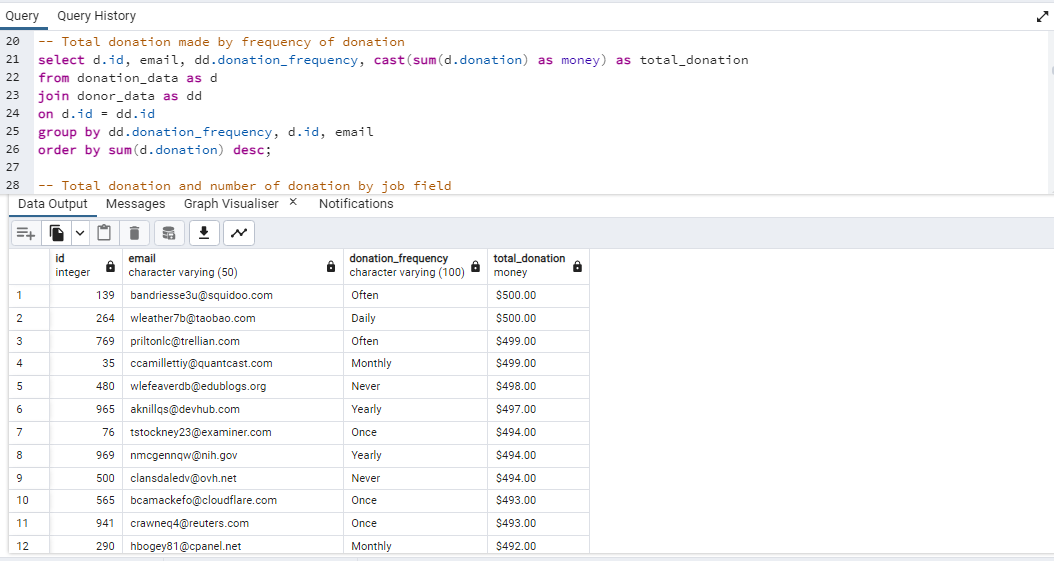 Query Query History
20 -- Total donation made by frequency of donation
21 select d.id, email, dd.donation_frequency, cast(sum(d.donation) as money) as total_donation
22 from donation_data as d
23 join donor_data as dd
24 on d.id = dd.id
25 group by dd.donation_frequency, d.id, email
26 order by sum(d.donation) desc;
27
28 -- Total donation and number of donation by job field
Data Output Messages Graph Visualiser × Notifications
id email donation_frequency total_donation
integer character varying (50) character varying (100) money
1 139 bandriesse3u@squidoo.com Often $500.00
2 264 wleather7b@taobao.com Daily $500.00
3 769 priltonlc@trellian.com Often $499.00
4 35 ccamillettiy@quantcast.com Monthly $499.00
5 480 wlefeaverdb@edublogs.org Never $498.00
6 965 aknillqs@devhub.com Yearly $497.00
7 76 tstockney23@examiner.com Once $494.00
8 969 nmcgennqw@nih.gov Yearly $494.00
9 500 clansdaledv@ovh.net Never $494.00
10 565 bcamackefo@cloudflare.com Once $493.00
11 941 crawneq4@reuters.com Once $493.00
12 290 hbogey81@cpanel.net Monthly $492.00